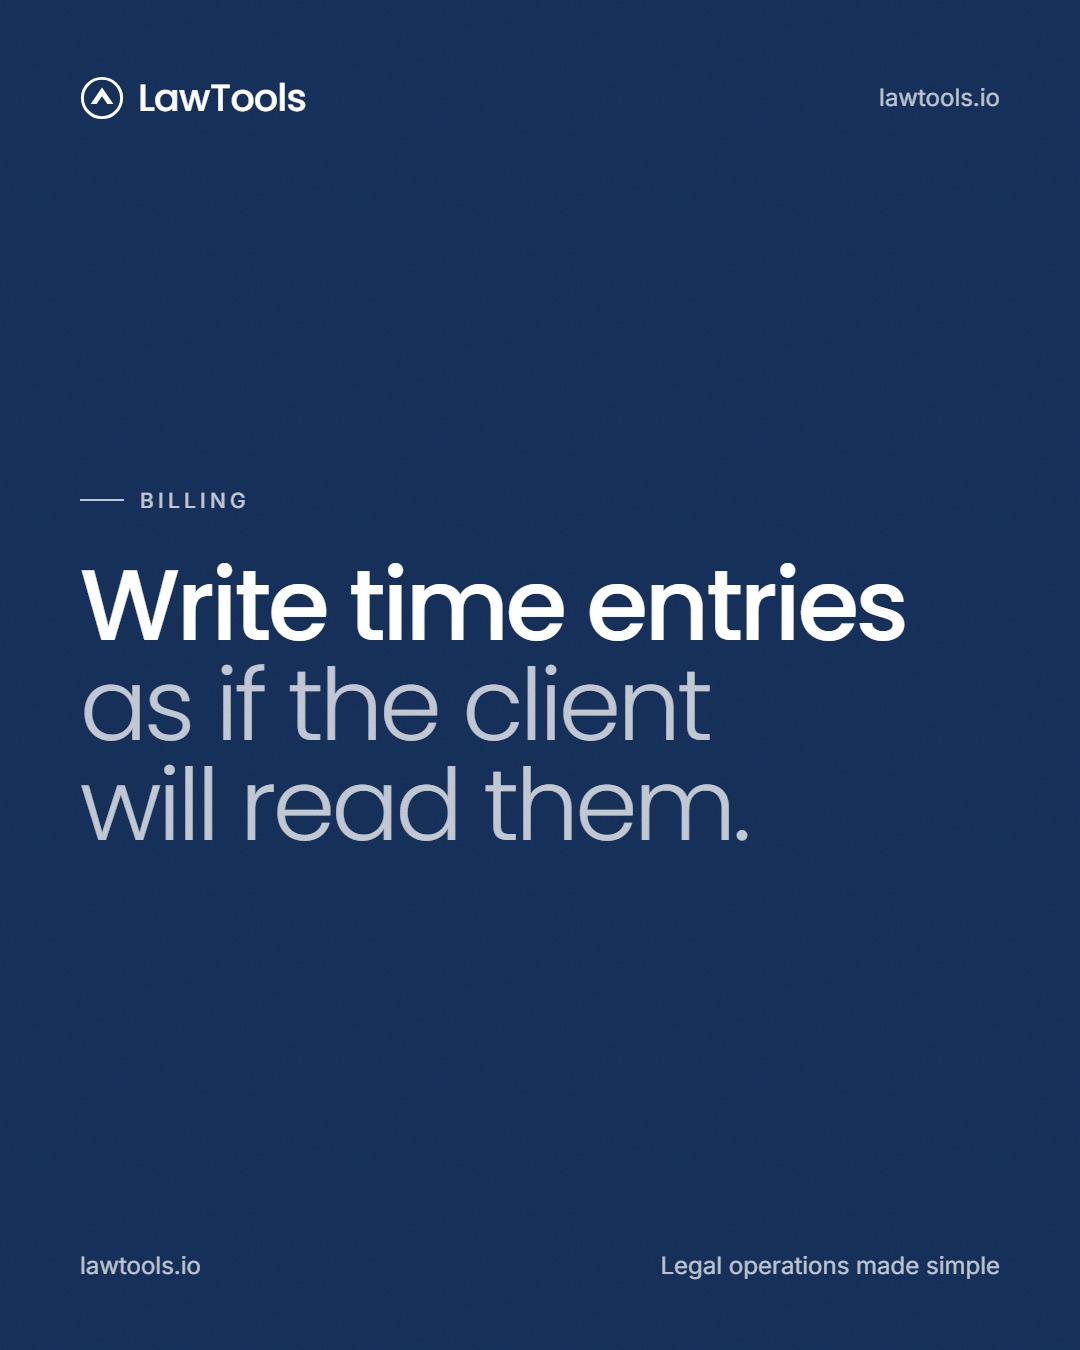 LawTools
lawtools.io
BILLING
Write time entries
as if the client
will read them.
lawtools.io
Legal operations made simple